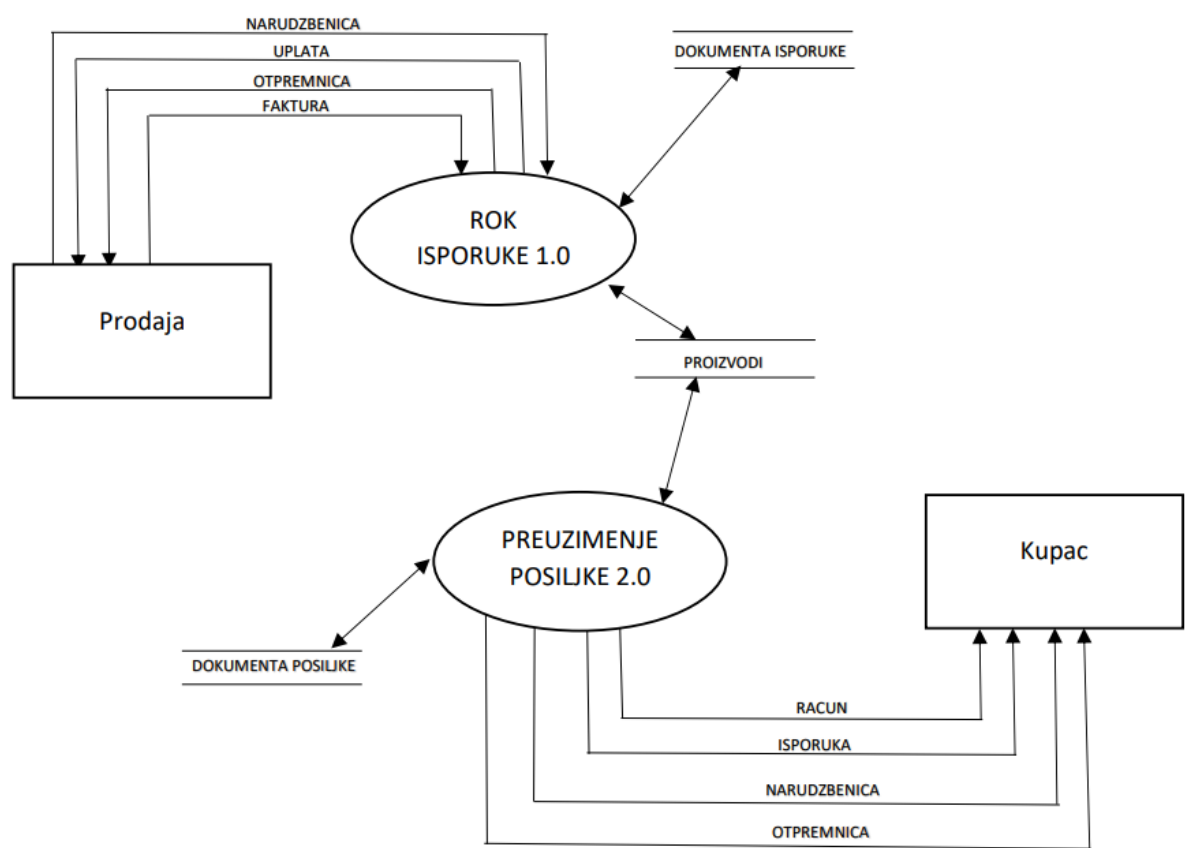 NARUDZBENICA
UPLATA
DOKUMENTA ISPORUKE
OTPREMNICA
FAKTURA
ROK
ISPORUKE 1.0
Prodaja
PROIZVODI
PREUZIMENJE
POSILJKE 2.0
Kupac
DOKUMENTA POSILJKE
RACUN
ISPORUKA
NARUDZBENICA
OTPREMNICA